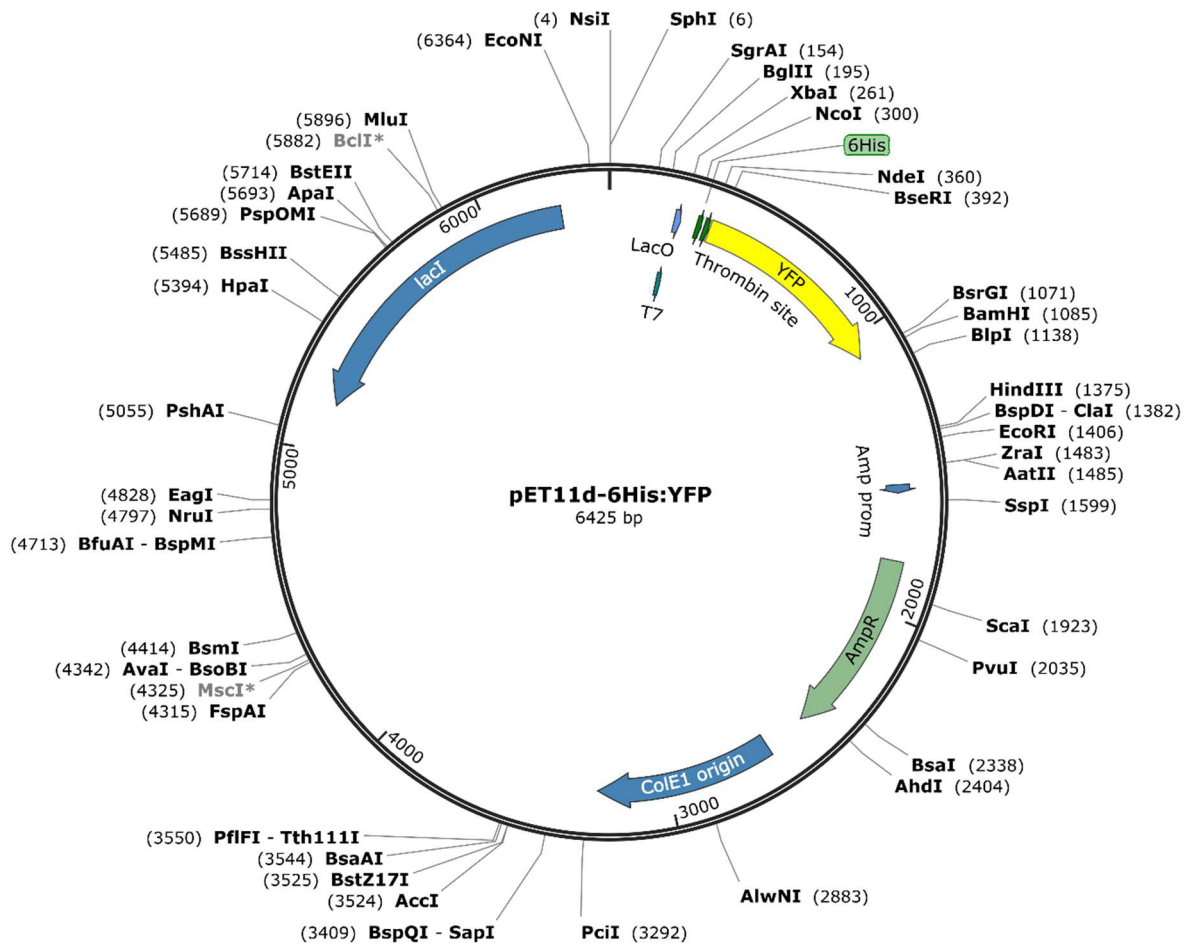 (4) NsiI
SphI (6)
(6364) EcoNI
SgrAI (154)
BglII (195)
XbaI (261)
NcoI (300)
6His
NdeI (360)
BseRI (392)
(5896) MluI
(5882) BclI*
(5714) BstEII
(5693) ApaI
(5689) PspOMI
(5485) BssHII
(5394) HpaI
6000
lacI
LacO
T7
Thrombin site
YFP
1000
BsrGI (1071)
BamHI (1085)
BlpI (1138)
HindIII (1375)
BspDI - ClaI (1382)
EcoRI (1406)
ZraI (1483)
AatII (1485)
SspI (1599)
(5055) PshAI
5000
(4828) EagI
(4797) NruI
(4713) BfuAI - BspMI
pET11d-6His:YFP
6425 bp
Amp prom
2000
AmpR
ScaI (1923)
PvuI (2035)
BsaI (2338)
AhdI (2404)
(4414) BsmI
(4342) AvaI - BsoBI
(4325) MscI*
(4315) FspAI
4000
ColE1 origin
3000
(3550) PflFI - Tth111I
(3544) BsaAI
(3525) BstZ17I
(3524) AccI
(3409) BspQI - SapI
PciI (3292)
AlwNI (2883)